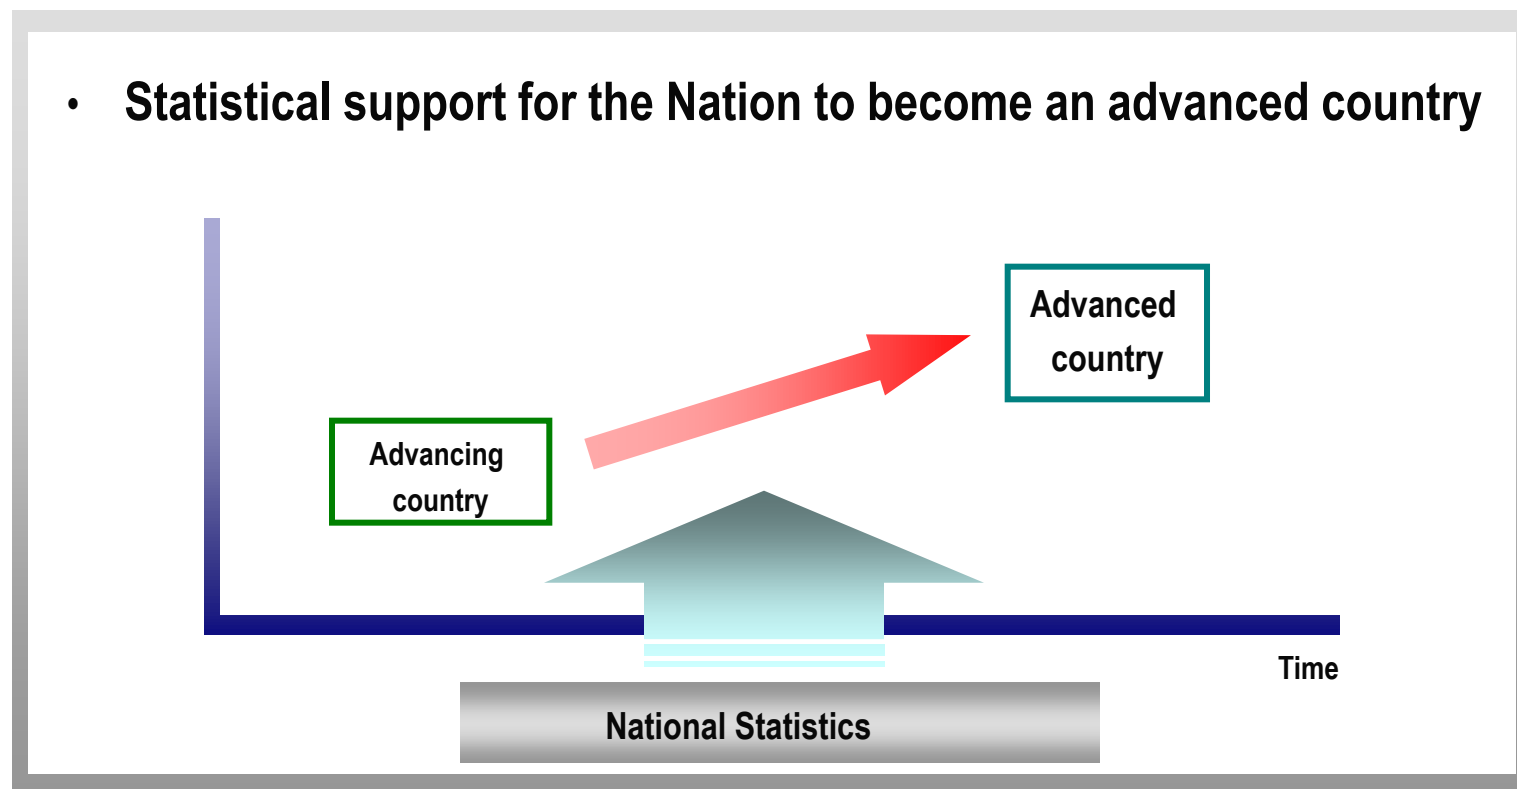 • Statistical support for the Nation to become an advanced country
Advanced
country
Advancing
country
Time
National Statistics